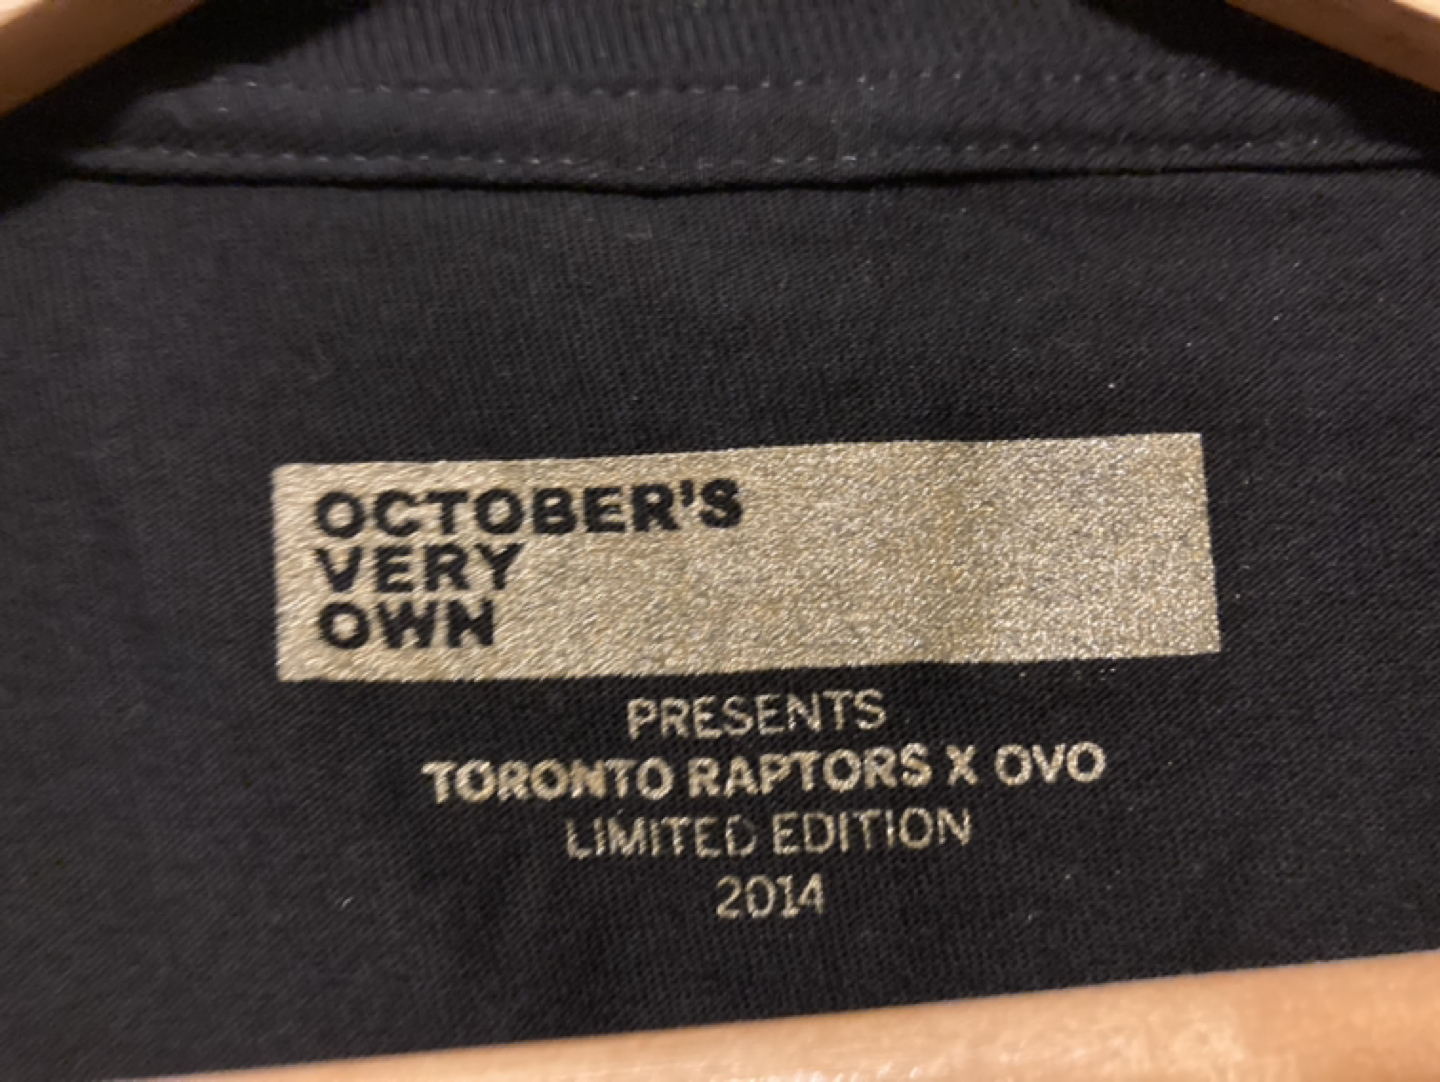 OCTOBER'S
VERY
OWN
PRESENTS
TORONTO RAPTORS X OVO
LIMITED EDITION
2014